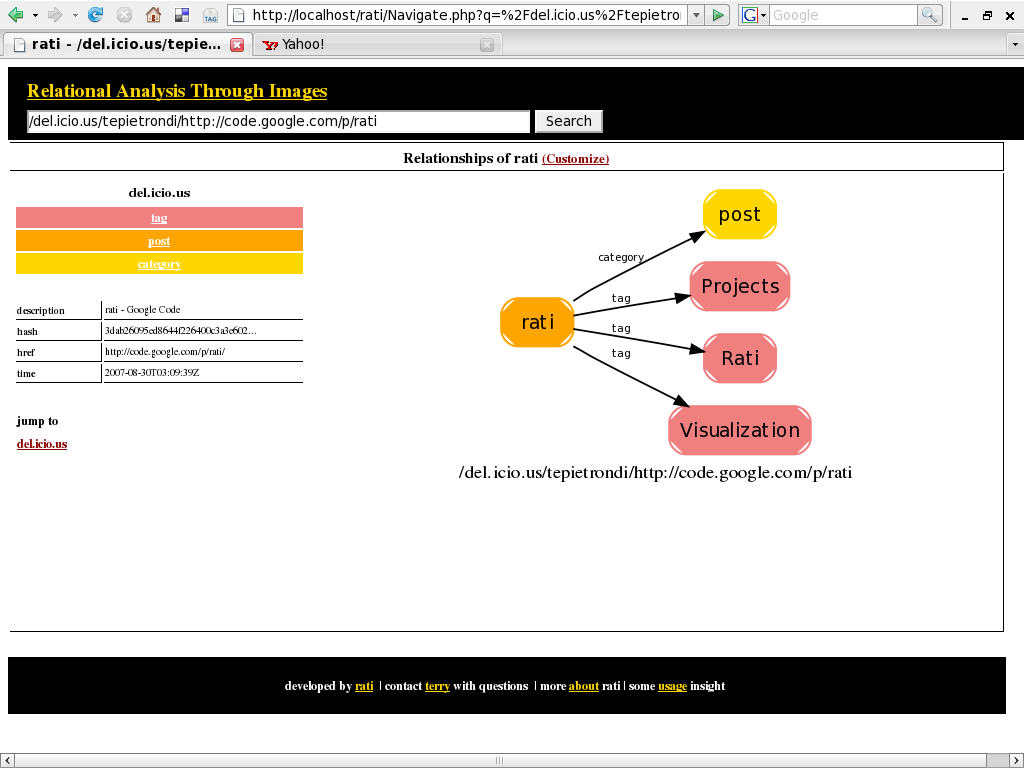 http://localhost/rati/Navigate.php?q=%2Fdel.icio.us%2Ftepietro
Google
rati - /del.icio.us/tepie...
Yahoo!
Relational Analysis Through Images
/del.icio.us/tepietrondi/http://code.google.com/p/rati
Search
Relationships of rati (Customize)
del.icio.us
tag
post
category
description rati - Google Code
hash 3dab26095ed8644f226400c3a3e602...
href http://code.google.com/p/rati/
time 2007-08-30T03:09:39Z
jump to
del.icio.us
post
category
Projects
tag
rati
tag
Rati
tag
Visualization
/del.icio.us/tepietrondi/http://code.google.com/p/rati
developed by rati | contact terry with questions | more about rati | some usage insight